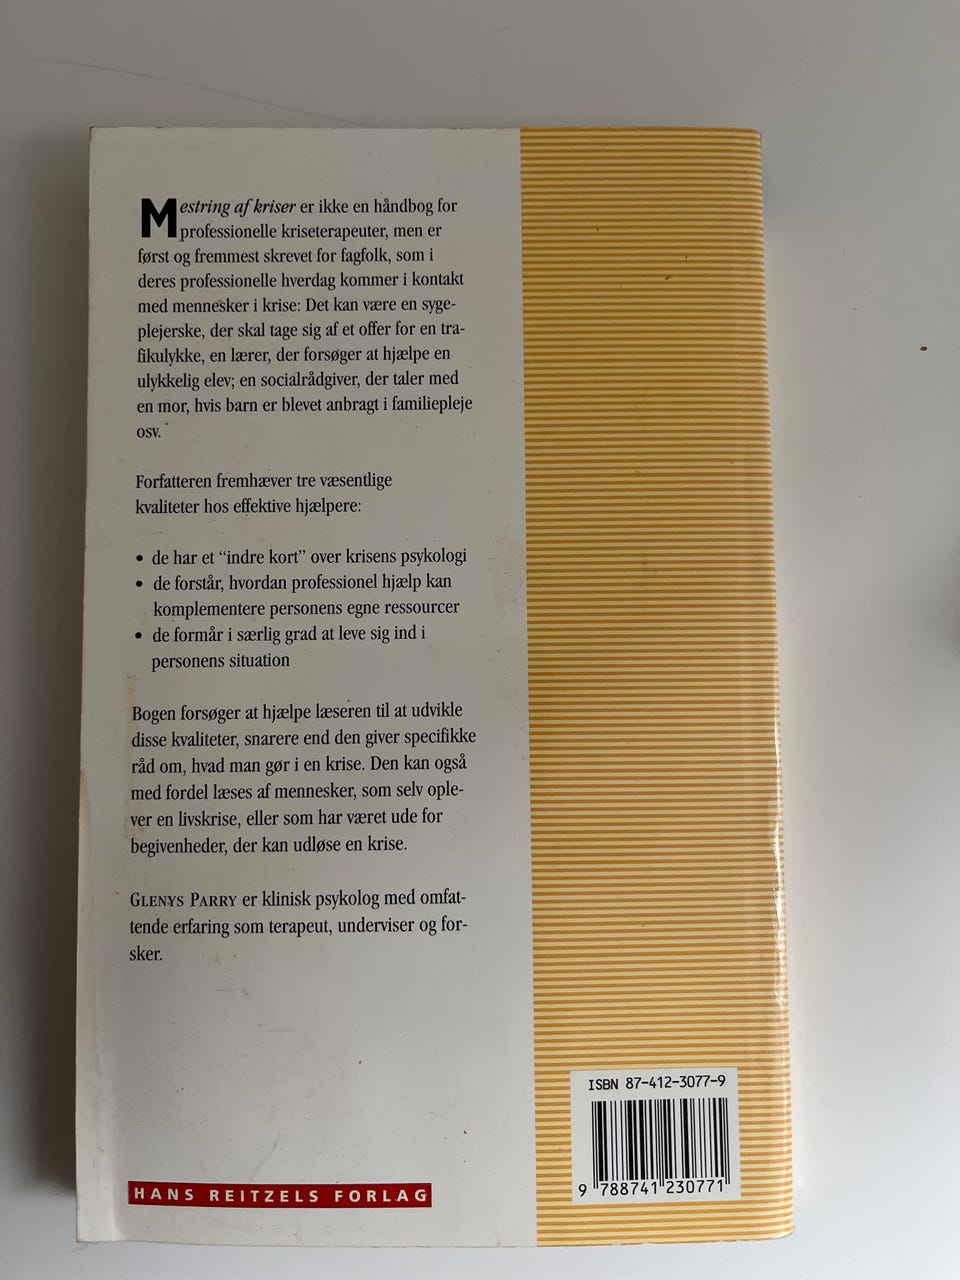 Mestring af kriser er ikke en håndbog for
professionelle kriseterapeuter, men er
først og fremmest skrevet for fagfolk, som i
deres professionelle hverdag kommer i kontakt
med mennesker i krise: Det kan være en syge-
plejerske, der skal tage sig af et offer for en tra-
fikulykke, en lærer, der forsøger at hjælpe en
ulykkelig elev; en socialrådgiver, der taler med
en mor, hvis barn er blevet anbragt i familiepleje
osv.
Forfatteren fremhæver tre væsentlige
kvaliteter hos effektive hjælpere:
• de har et “indre kort” over krisens psykologi
• de forstår, hvordan professionel hjælp kan
komplementere personens egne ressourcer
• de formår i særlig grad at leve sig ind i
personens situation
Bogen forsøger at hjælpe læseren til at udvikle
disse kvaliteter, snarere end den giver specifikke
råd om, hvad man gør i en krise. Den kan også
med fordel læses af mennesker, som selv ople-
ver en livskrise, eller som har været ude for
begivenheder, der kan udløse en krise.
GLENYS PARRY er klinisk psykolog med omfat-
tende erfaring som terapeut, underviser og for-
sker.
HANS REITZELS FORLAG
ISBN 87-412-3077-9
9 788741 230771